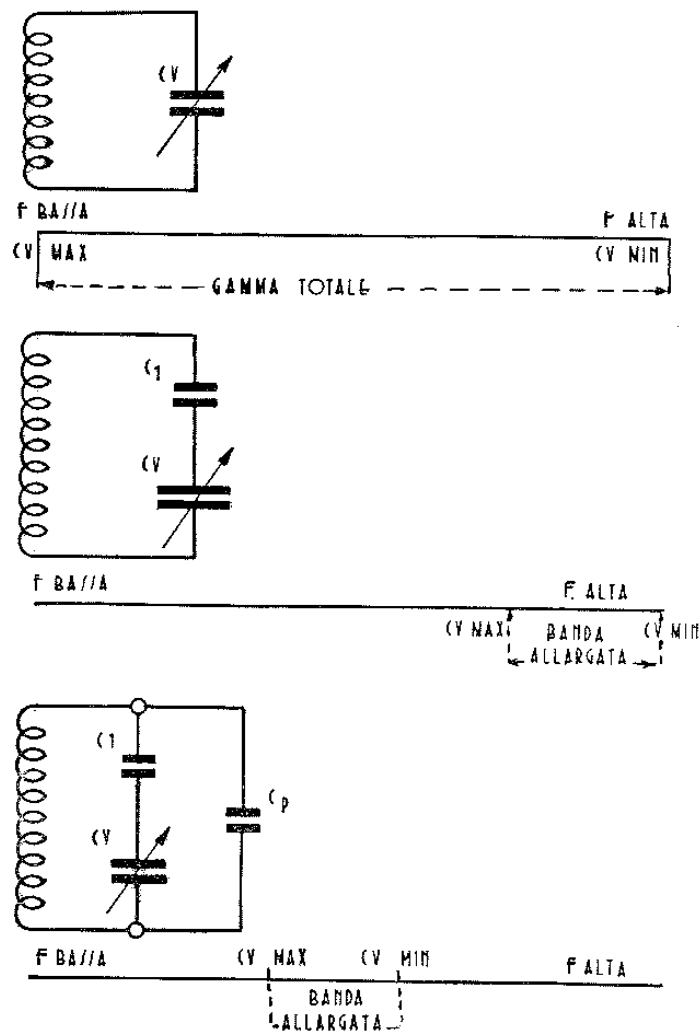 CV
F BASSA
F ALTA
CV MAX
CV MIN
GAMMA TOTALE
C1
CV
F BASSA
F. ALTA
CV MAX
BANDA ALLARGATA
CV MIN
C1
CP
CV
F BASSA
CV MAX
CV MIN
F ALTA
BANDA
ALLARGATA